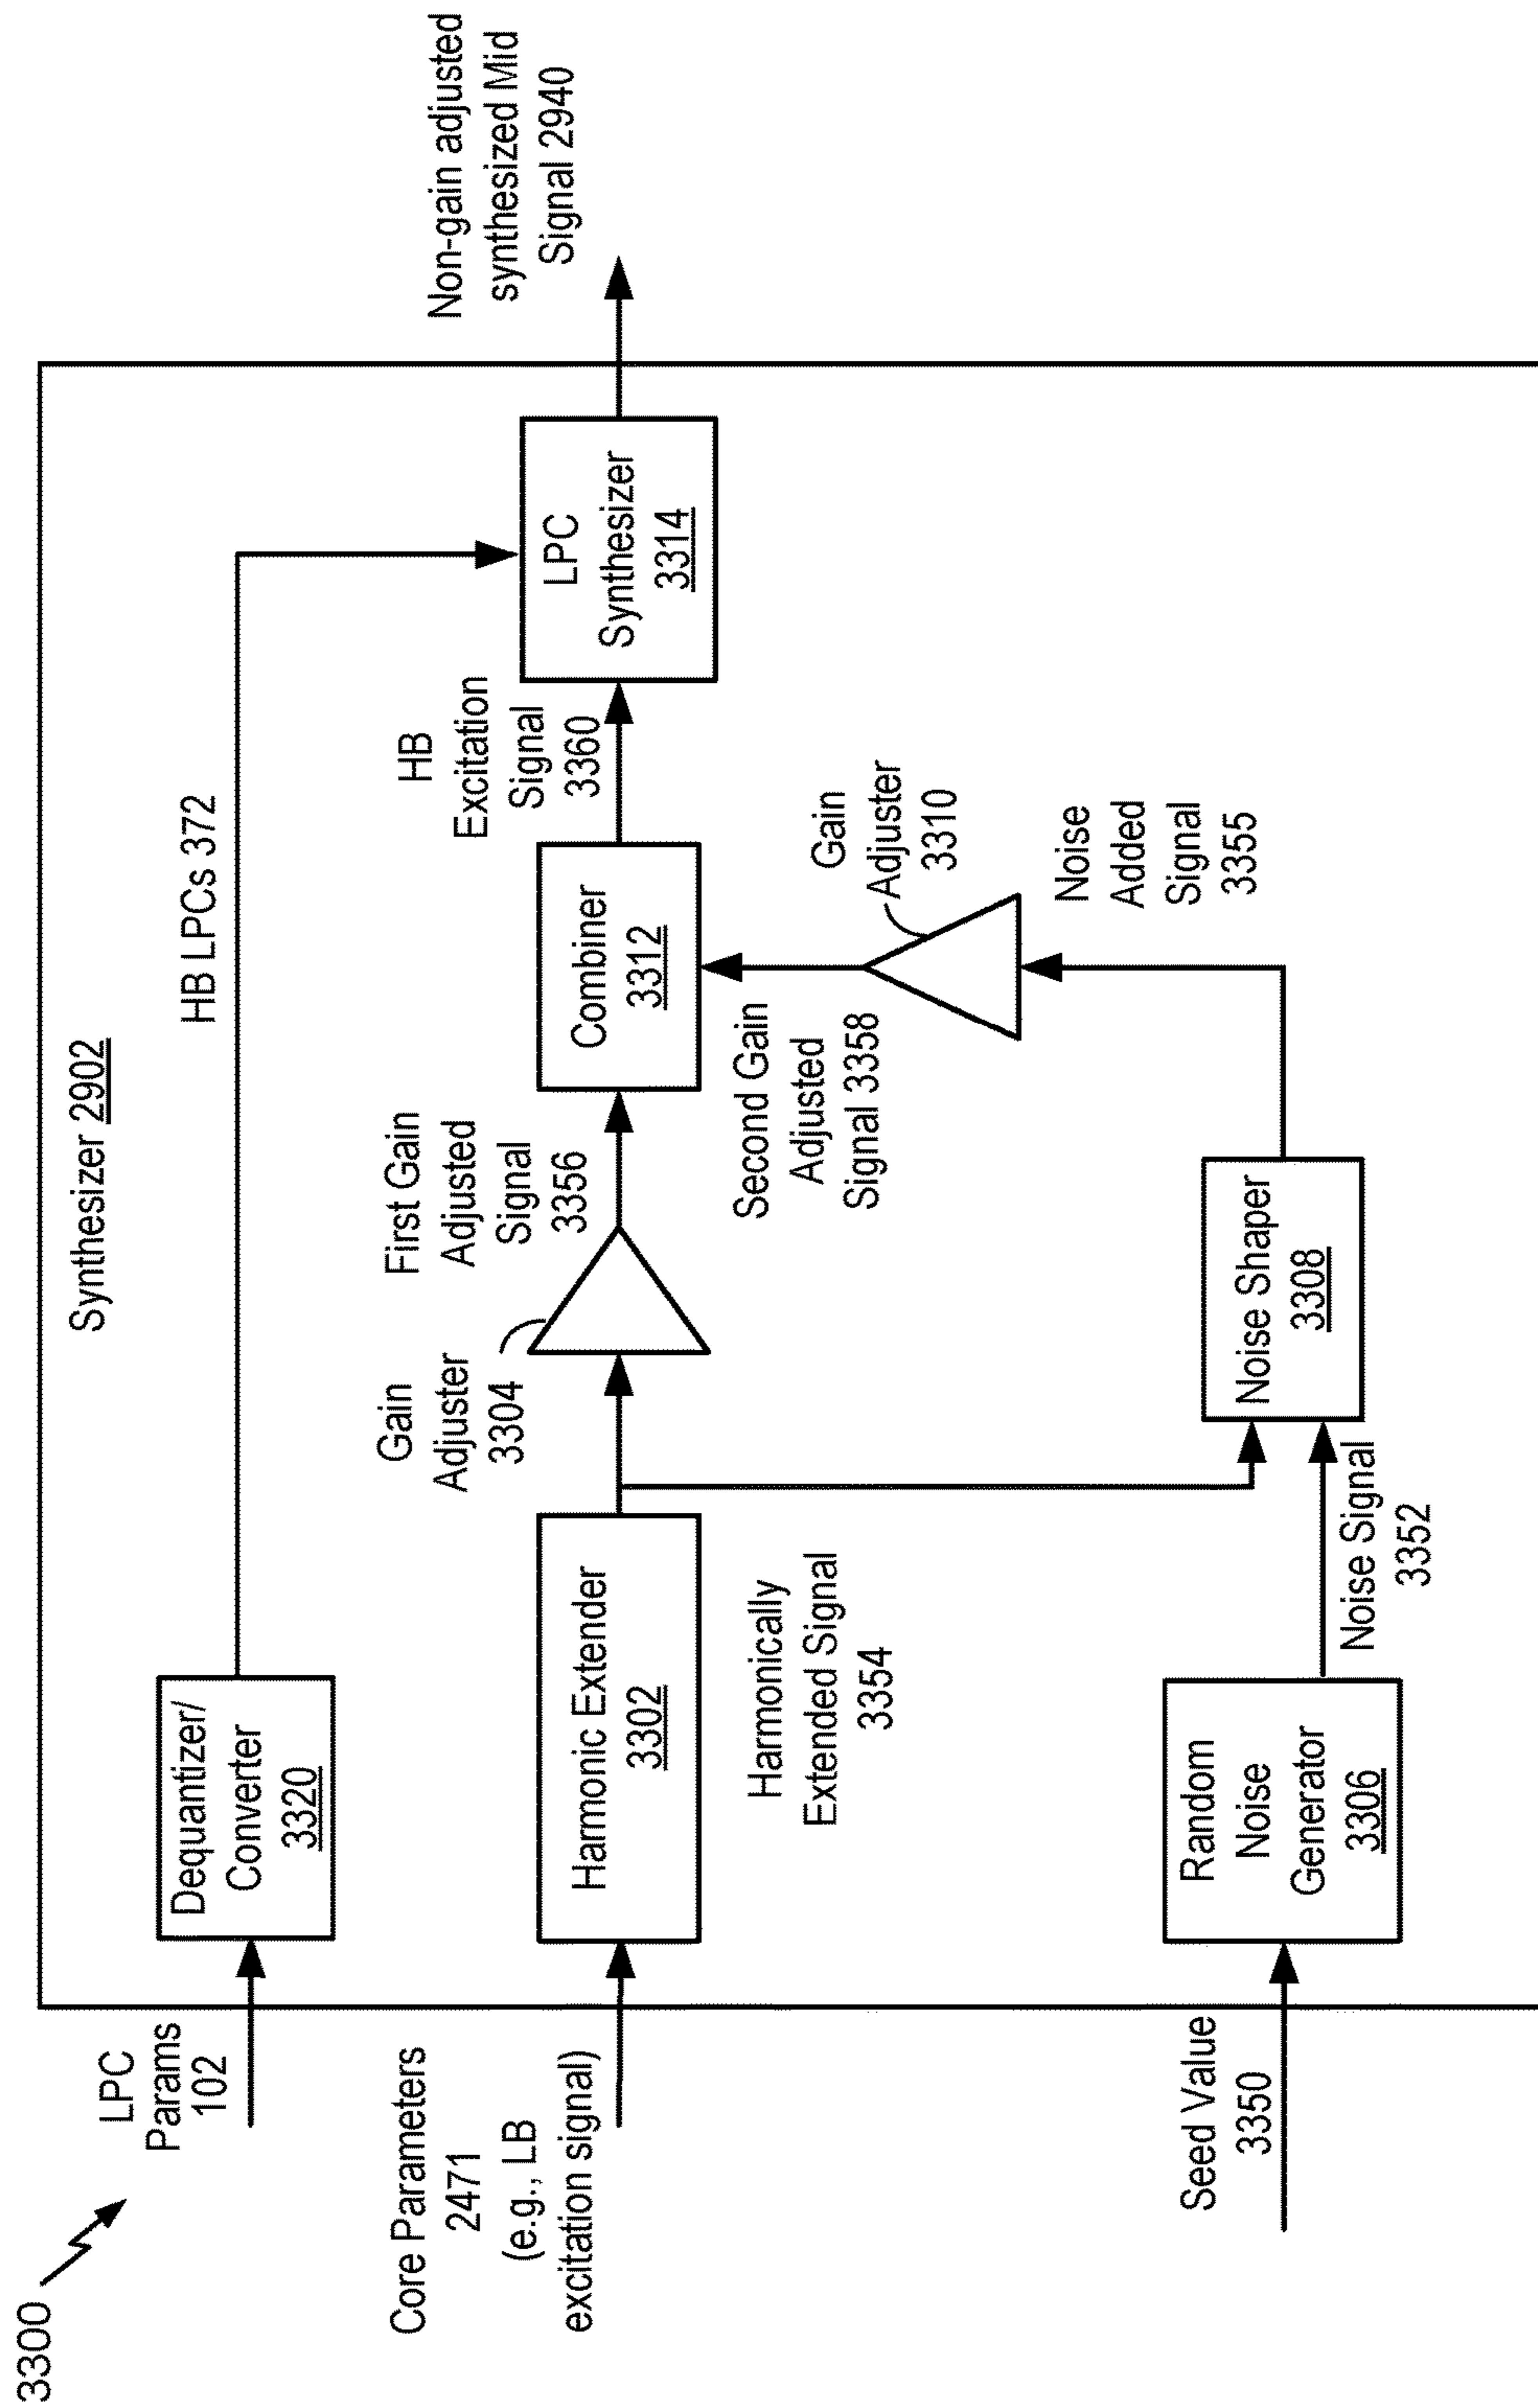 3300
Synthesizer 2902
LPC
Params
102
Dequantizer/
Converter
3320
HB LPCs 372
Core Parameters
2471
(e.g., LB
excitation signal)
Harmonic Extender
3302
Harmonically
Extended Signal
3354
Gain
Adjuster
3304
First Gain
Adjusted
Signal
3356
Combiner
3312
HB
Excitation
Signal
3360
LPC
Synthesizer
3314
Non-gain adjusted
synthesized Mid
Signal 2940
Second Gain
Adjusted
Signal 3358
Gain
Adjuster
3310
Noise
Added
Signal
3355
Seed Value
3350
Random
Noise
Generator
3306
Noise Signal
3352
Noise Shaper
3308